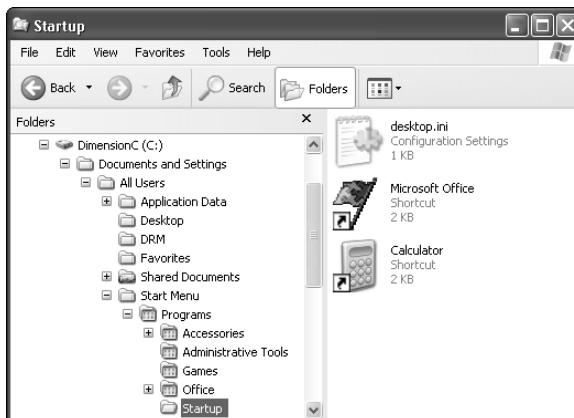 Startup
File Edit View Favorites Tools Help
Back Search Folders
Folders
DimensionC (C:)
Documents and Settings
All Users
Application Data
Desktop
DRM
Favorites
Shared Documents
Start Menu
Programs
Accessories
Administrative Tools
Games
Office
Startup
desktop.ini
Configuration Settings
1 KB
Microsoft Office
Shortcut
2 KB
Calculator
Shortcut
2 KB